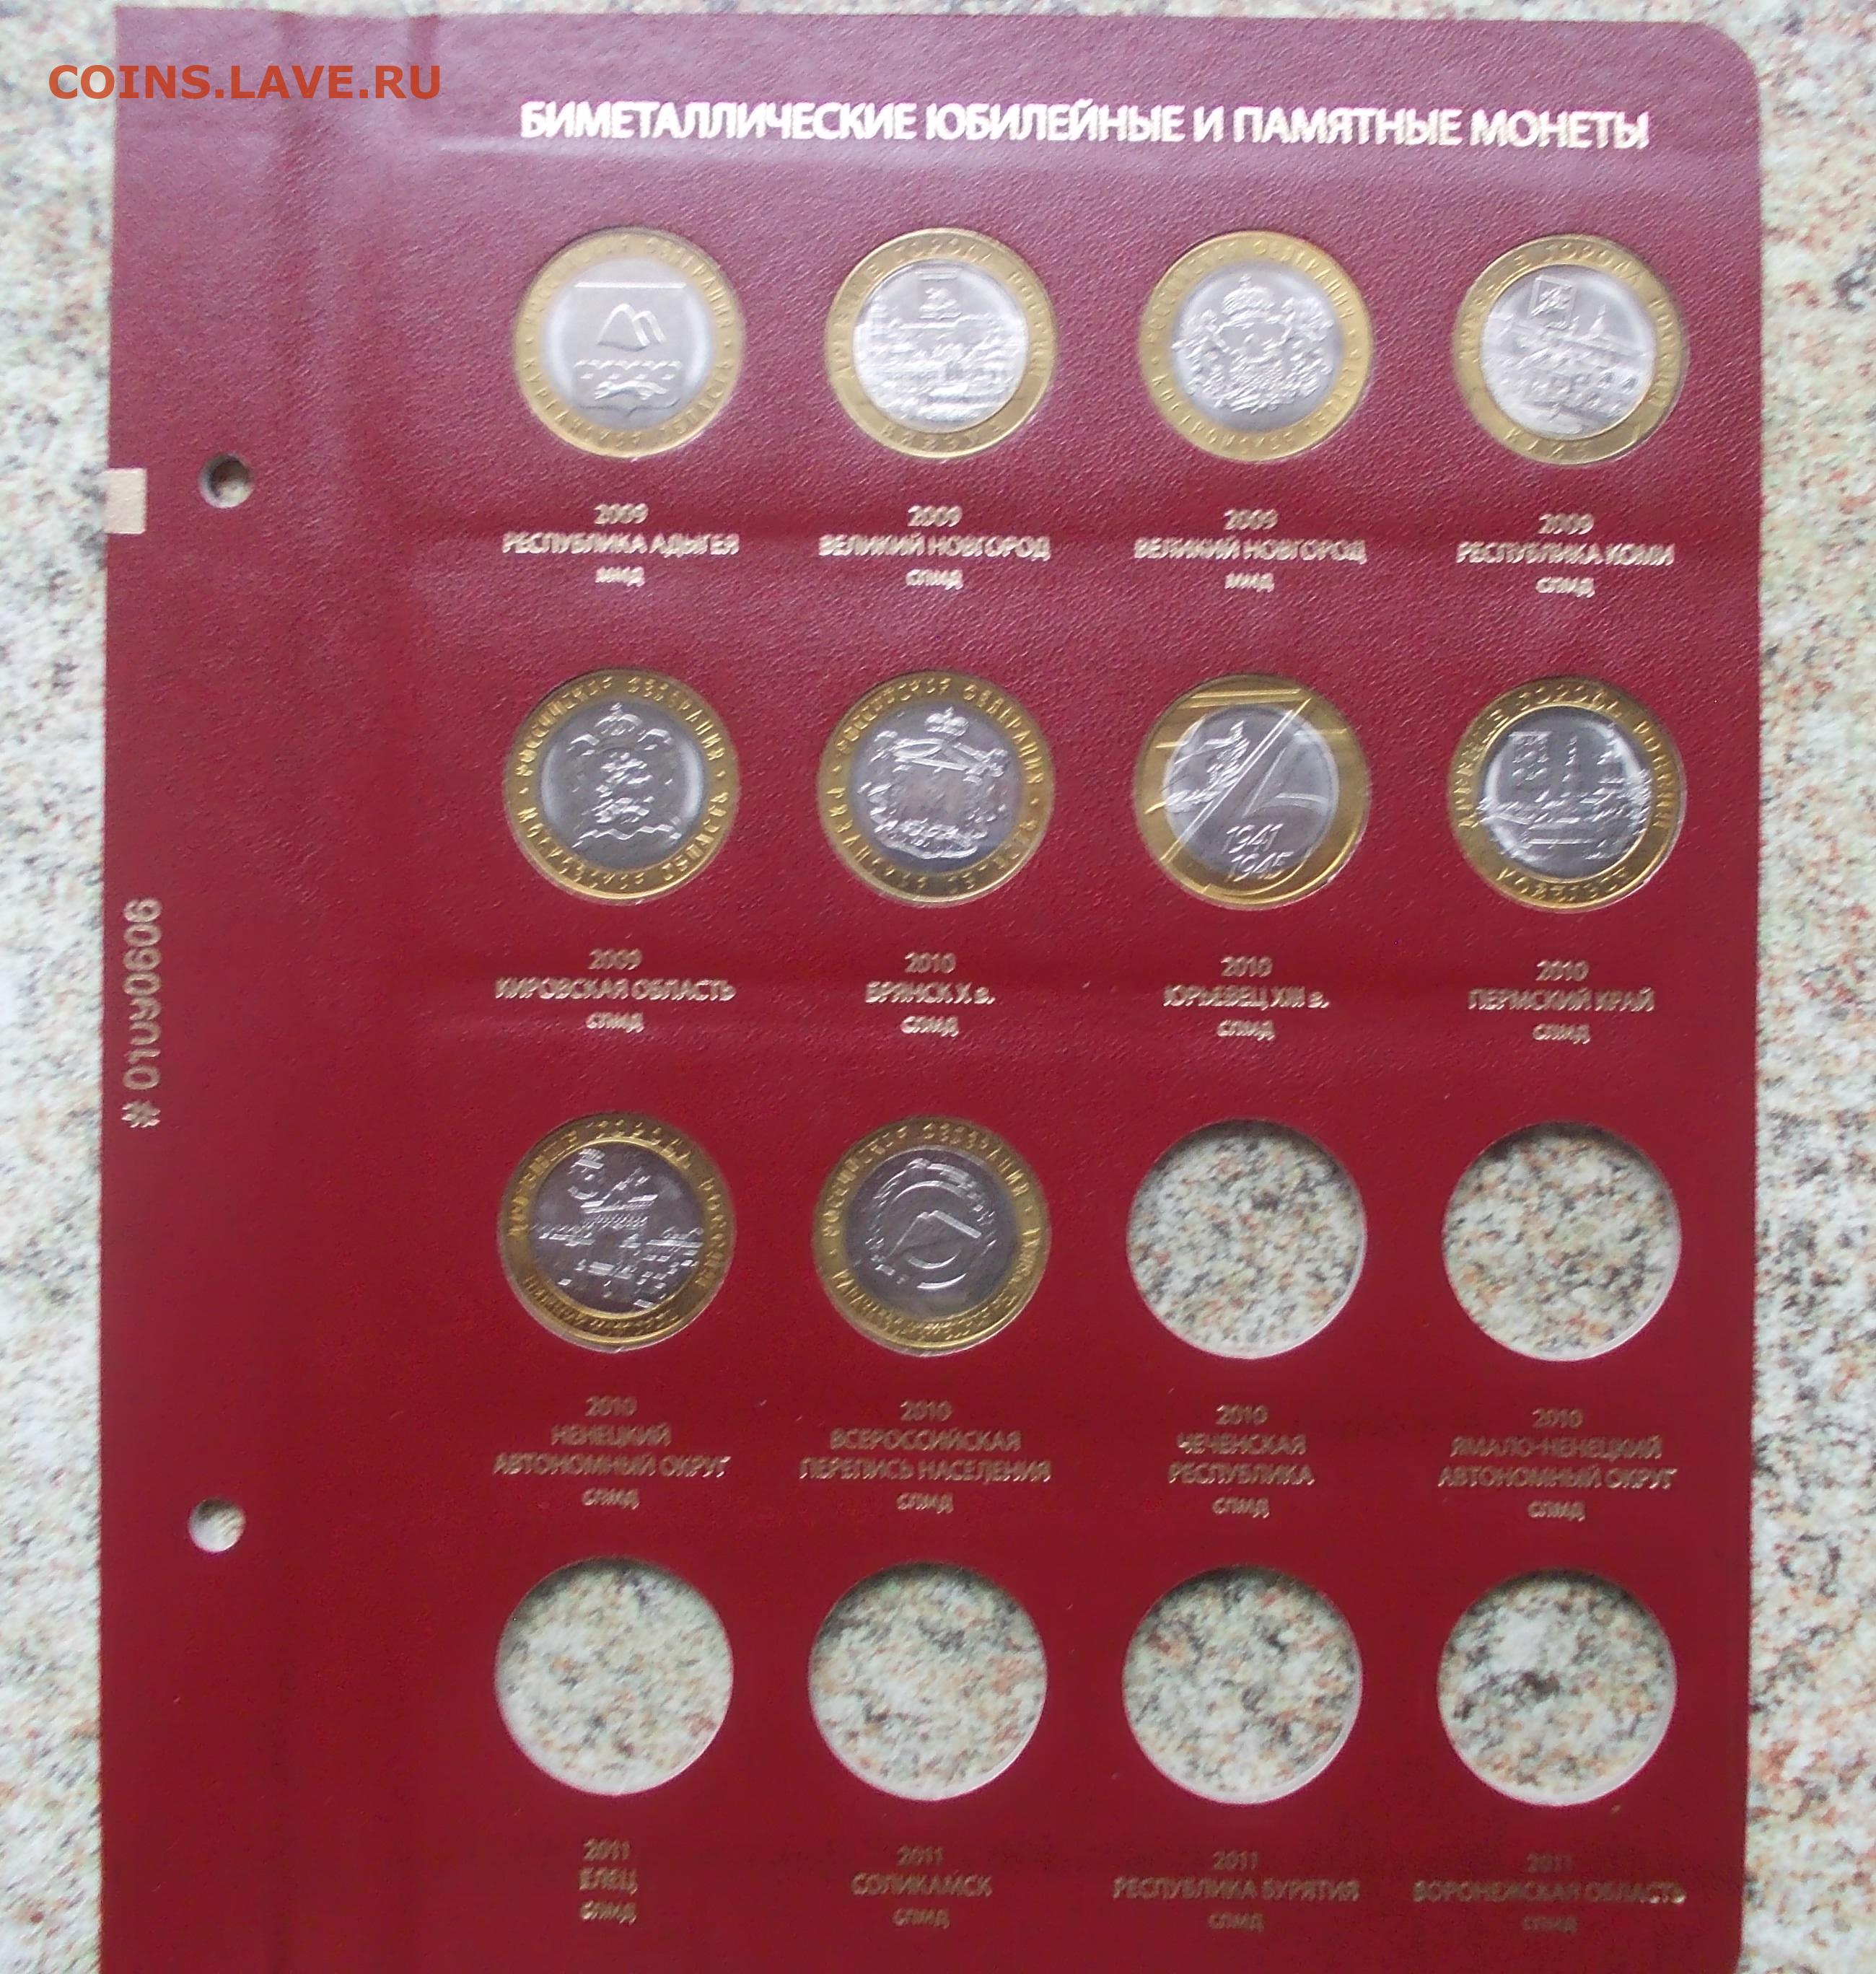 COINS.LAVE.RU
БИМЕТАЛЛИЧЕСКИЕ ЮБИЛЕЙНЫЕ И ПАМЯТНЫЕ МОНЕТЫ
2009
РЕСПУБЛИКА АДЫГЕЯ
ММД
2009
ВЕЛИКИЙ НОВГОРОД
СПМД
2009
ВЕЛИКИЙ НОВГОРОД
ММД
2009
РЕСПУБЛИКА КОМИ
СПМД
1941
1945
2009
КИРОВСКАЯ ОБЛАСТЬ
СПМД
2010
БРЯНСК X в.
СПМД
2010
ЮРЬЕВЕЦ XIII в.
СПМД
2010
ПЕРМСКИЙ КРАЙ
СПМД
# 01090606
2010
НЕНЕЦКИЙ
АВТОНОМНЫЙ ОКРУГ
СПМД
2010
ВСЕРОССИЙСКАЯ
ПЕРЕПИСЬ НАСЕЛЕНИЯ
СПМД
2010
ЧЕЧЕНСКАЯ
РЕСПУБЛИКА
СПМД
2010
ЯМАЛО-НЕНЕЦКИЙ
АВТОНОМНЫЙ ОКРУГ
СПМД
2011
ЕЛЕЦ
СПМД
2011
СОЛИКАМСК
СПМД
2011
РЕСПУБЛИКА БУРЯТИЯ
СПМД
2011
ВОРОНЕЖСКАЯ ОБЛАСТЬ
СПМД